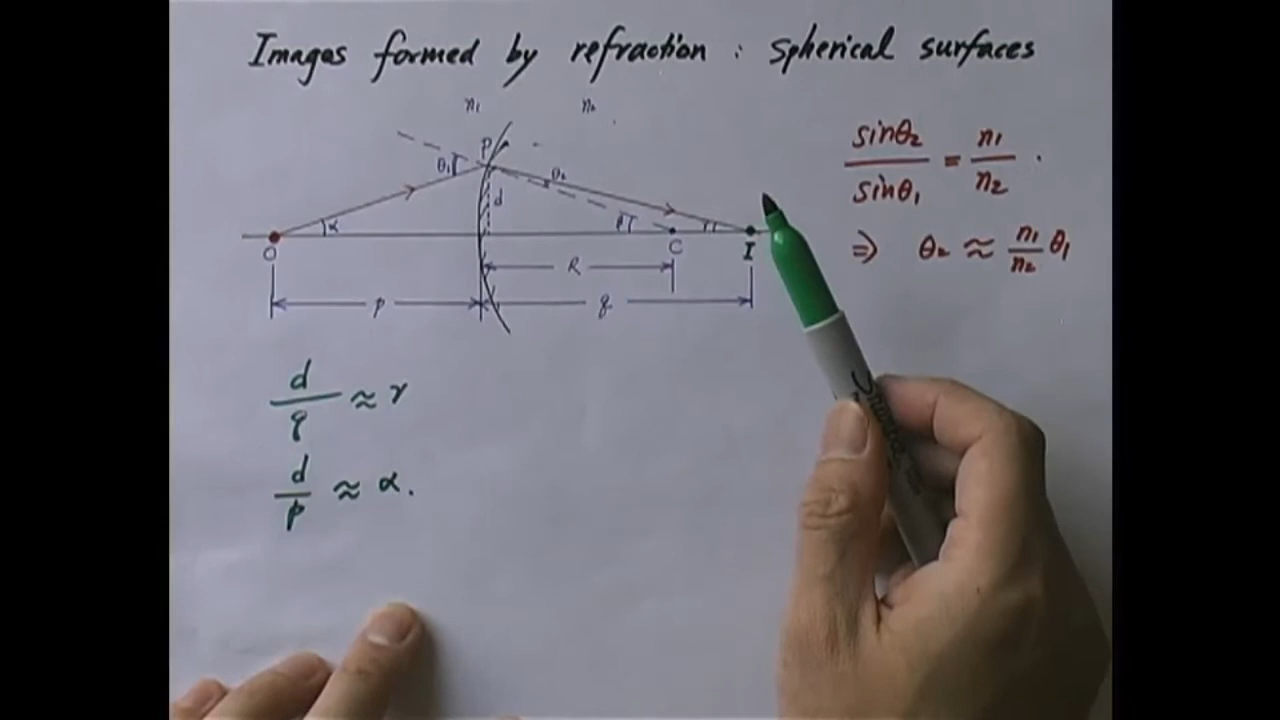 Images formed by refraction : Spherical surfaces
n1 n2
P
θ1 θ2
d
α β γ
O C I
R
p q
sinθ2 / sinθ1 = n1 / n2 .
⇒ θ2 ≈ n1/n2 θ1
d / q ≈ γ
d / p ≈ α.